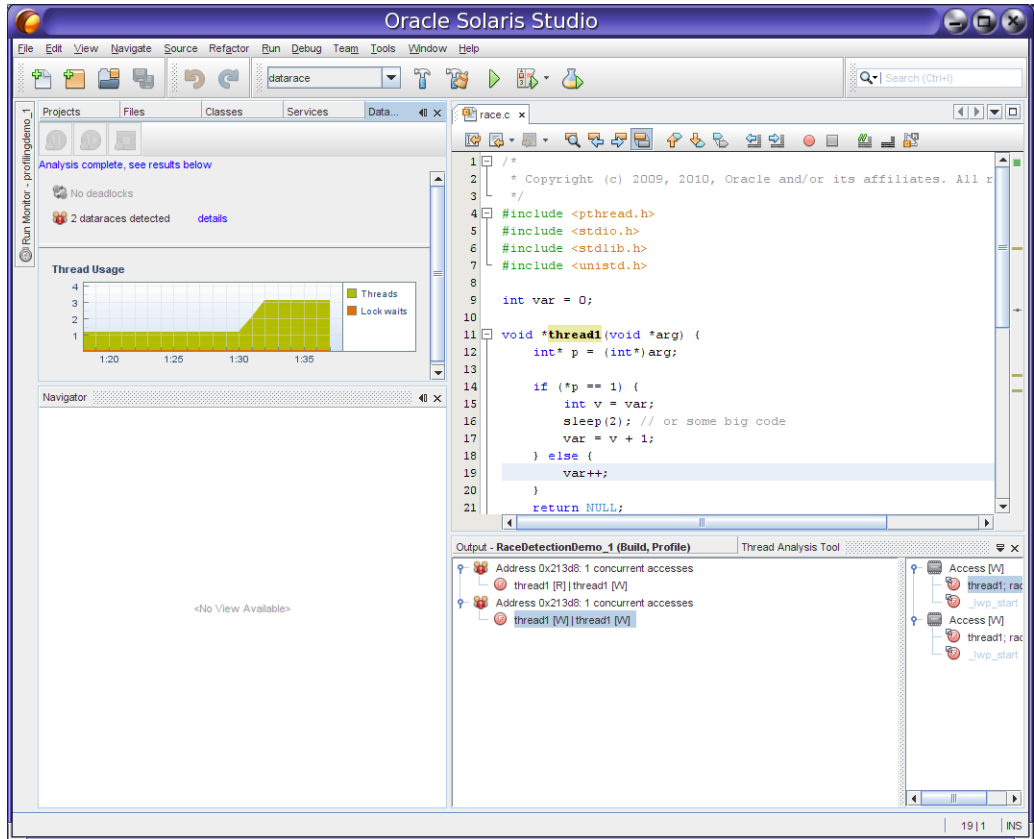 Oracle Solaris Studio
File Edit View Navigate Source Refactor Run Debug Team Tools Window Help
datarace
Search (Ctrl+I)
Run Monitor - profilingdemo_1
Projects Files Classes Services Data...
Analysis complete, see results below
No deadlocks
2 dataraces detected details
Thread Usage
4
3
2
1
1:20 1:25 1:30 1:35
Threads
Lock waits
Navigator
<No View Available>
race.c
1 /*
2 * Copyright (c) 2009, 2010, Oracle and/or its affiliates. All r
3 */
4 #include <pthread.h>
5 #include <stdio.h>
6 #include <stdlib.h>
7 #include <unistd.h>
8
9 int var = 0;
10
11 void *thread1(void *arg) {
12 int* p = (int*)arg;
13
14 if (*p == 1) {
15 int v = var;
16 sleep(2); // or some big code
17 var = v + 1;
18 } else {
19 var++;
20 }
21 return NULL;
Output - RaceDetectionDemo_1 (Build, Profile) Thread Analysis Tool
Address 0x213d8: 1 concurrent accesses
thread1 [R] | thread1 [W]
Address 0x213d8: 1 concurrent accesses
thread1 [W] | thread1 [W]
Access [W]
thread1; rac
_lwp_start
Access [W]
thread1; rac
_lwp_start
19|1 INS